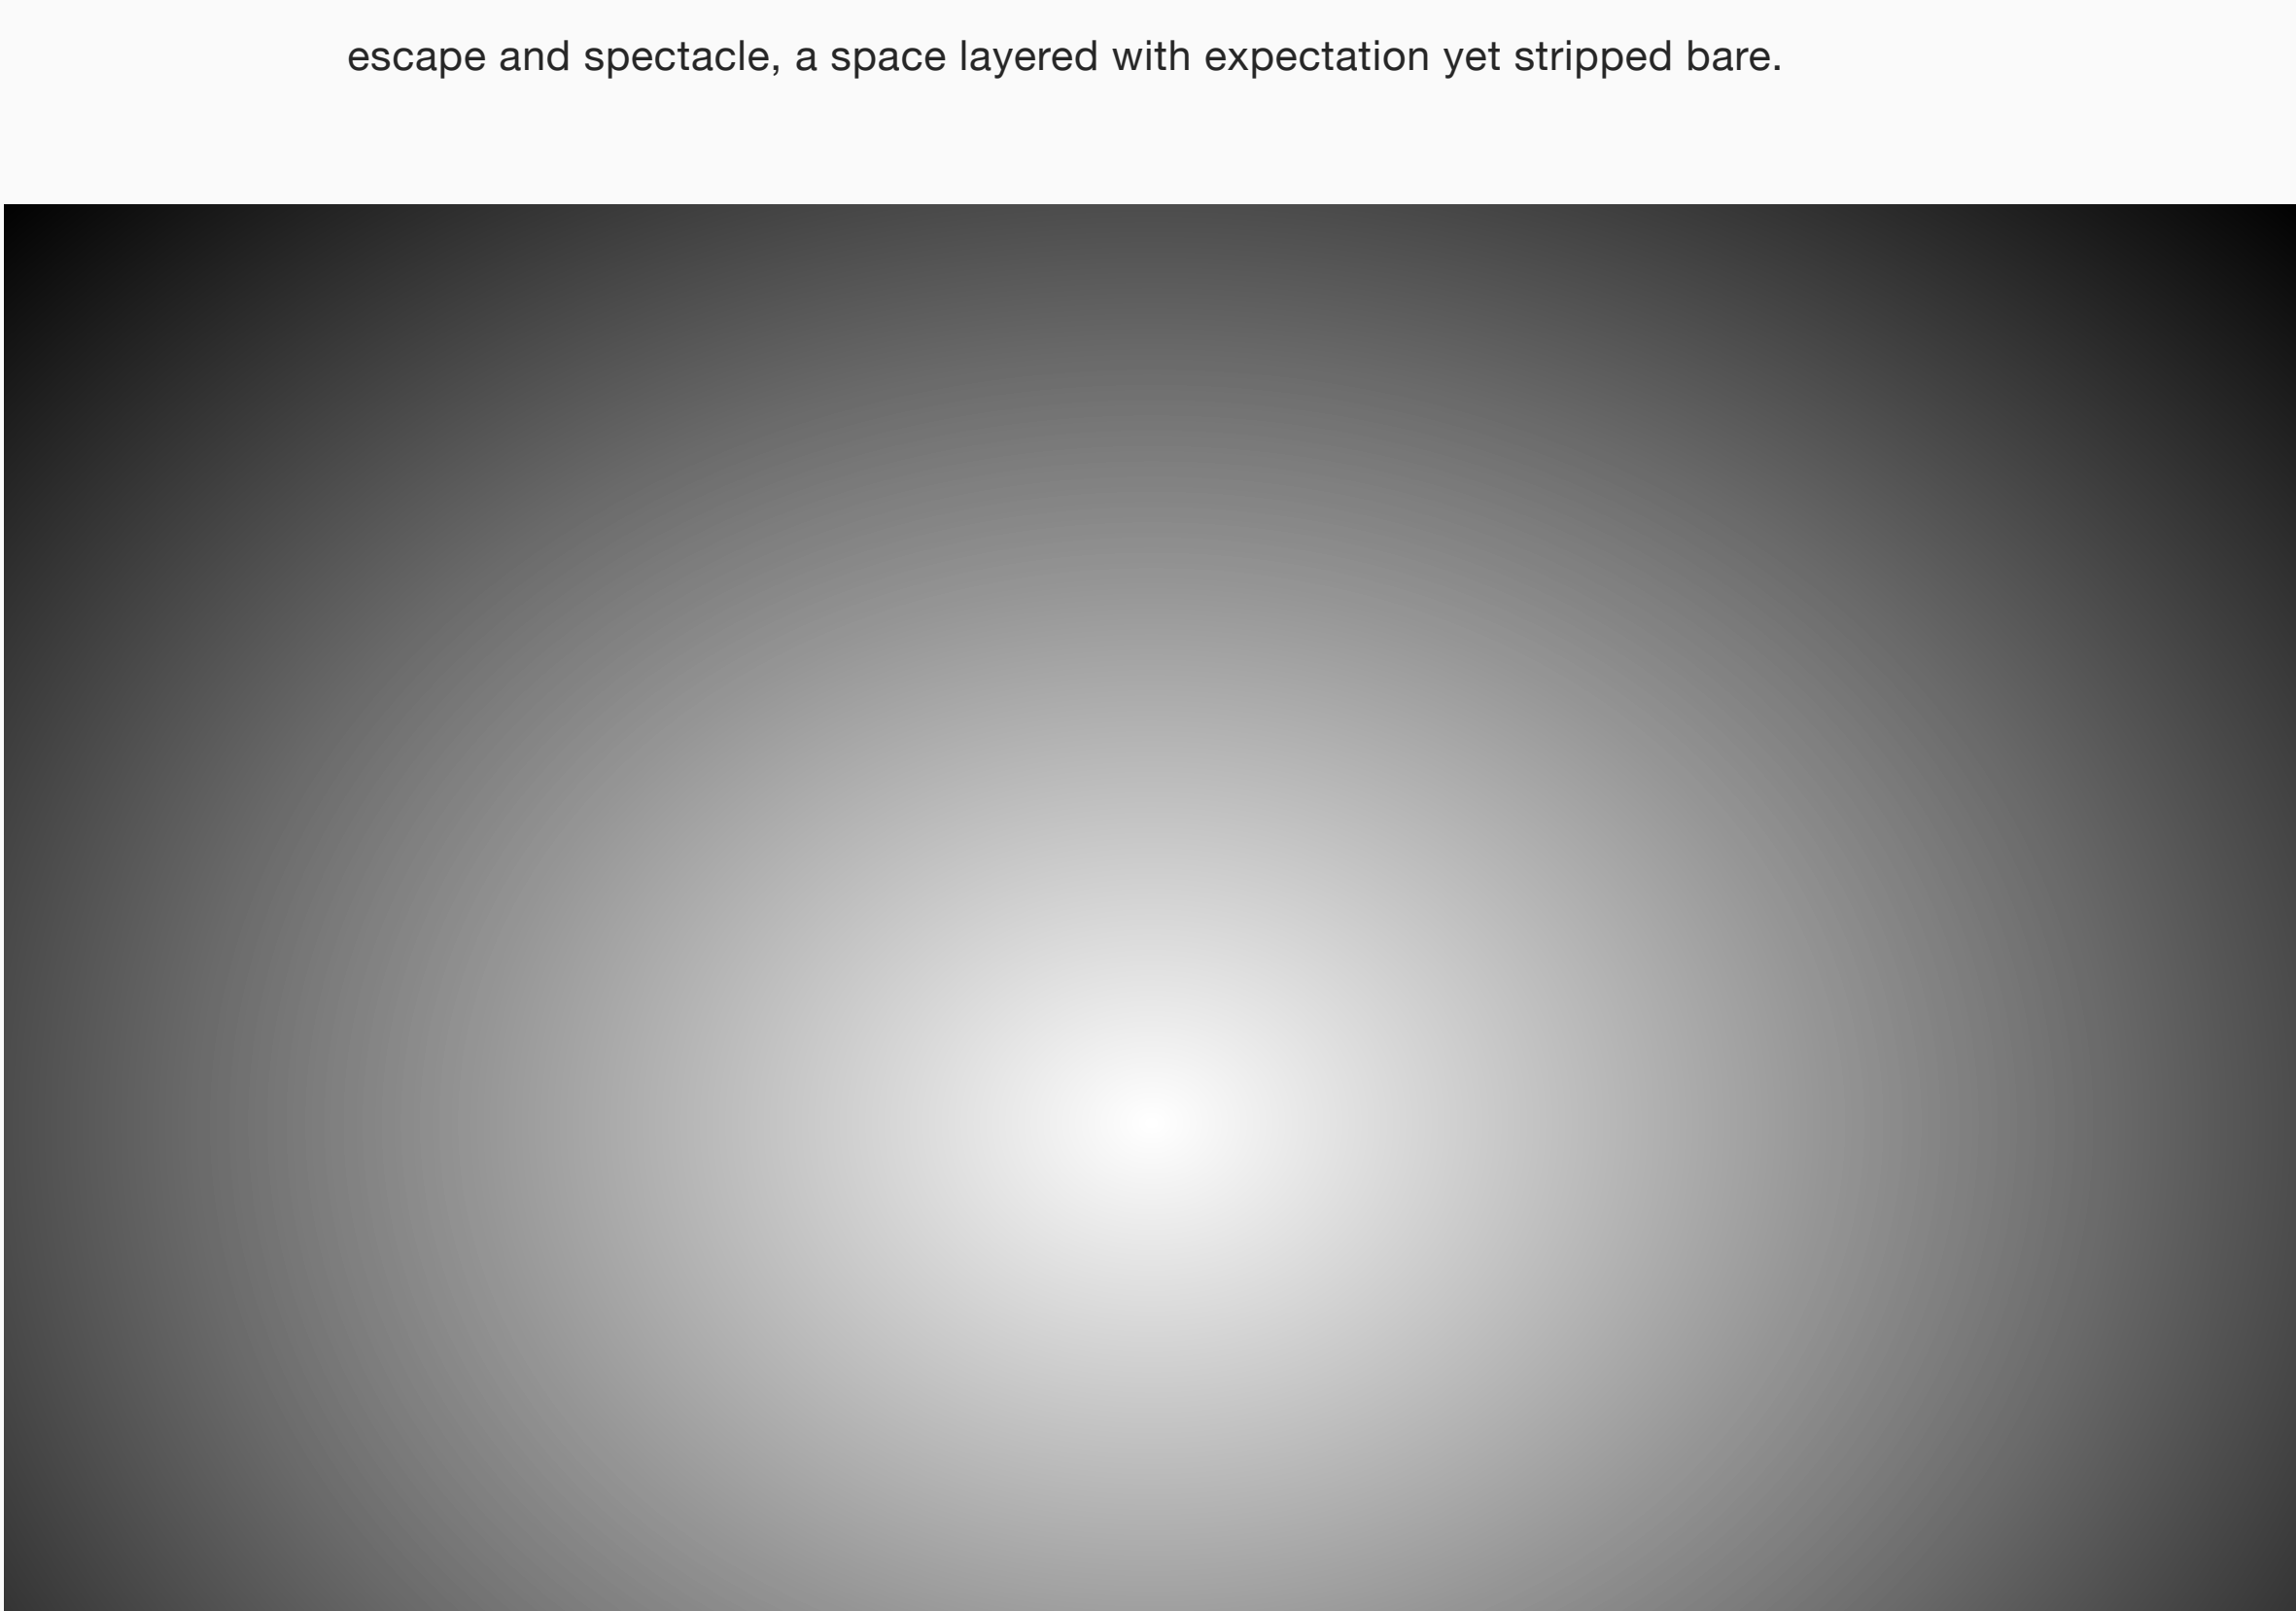 escape and spectacle, a space layered with expectation yet stripped bare.